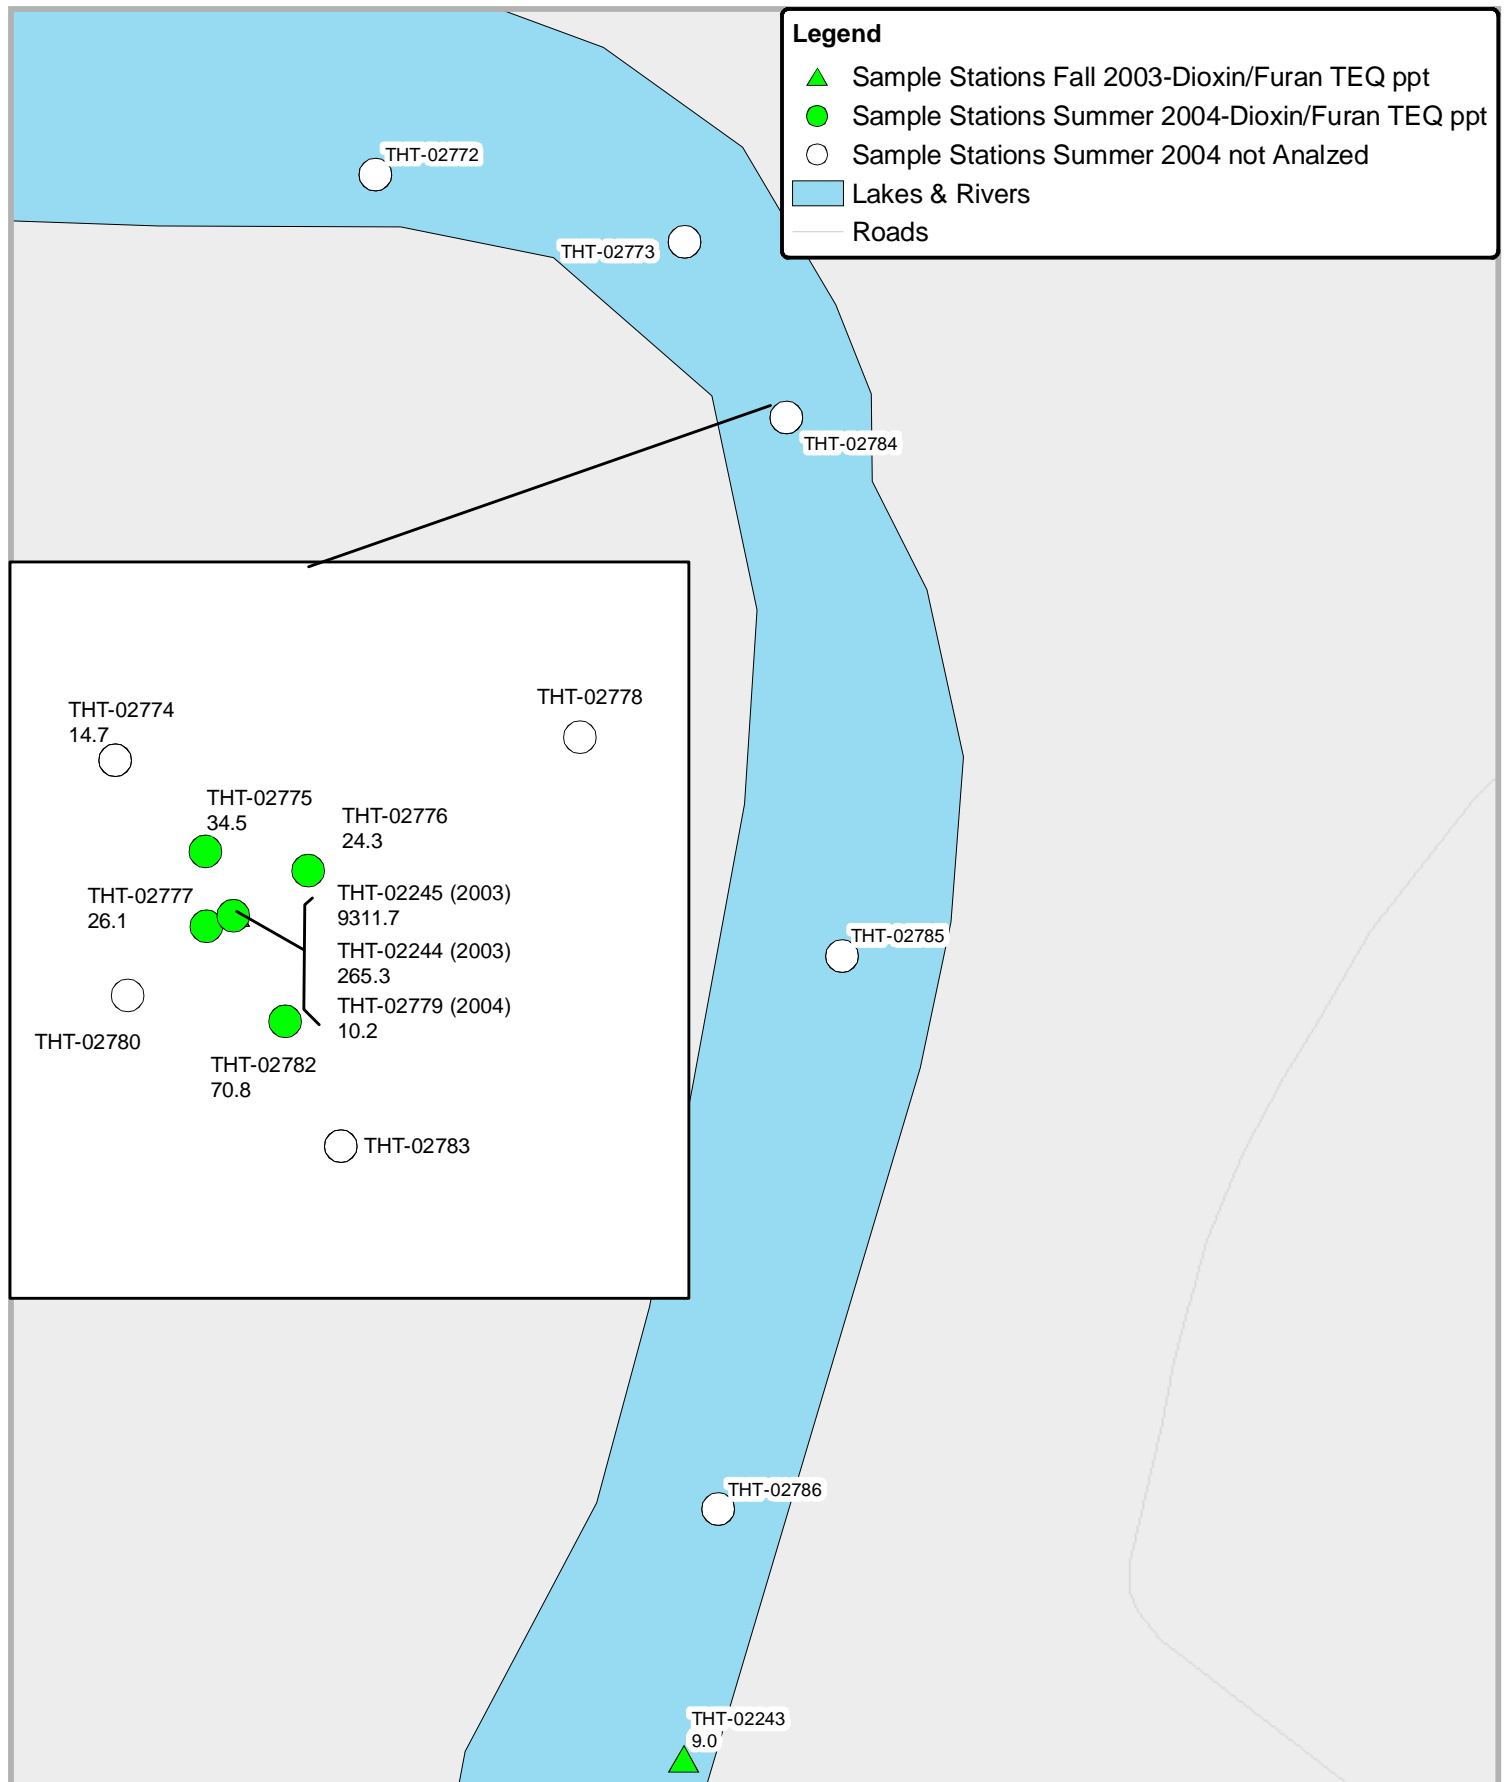 Legend
Sample Stations Fall 2003-Dioxin/Furan TEQ ppt
Sample Stations Summer 2004-Dioxin/Furan TEQ ppt
Sample Stations Summer 2004 not Analzed
Lakes & Rivers
Roads
THT-02772
THT-02773
THT-02784
THT-02778
THT-02774
14.7
THT-02775
34.5
THT-02776
24.3
THT-02777
26.1
THT-02245 (2003)
9311.7
THT-02244 (2003)
265.3
THT-02779 (2004)
10.2
THT-02780
THT-02782
70.8
THT-02783
THT-02785
THT-02786
THT-02243
9.0